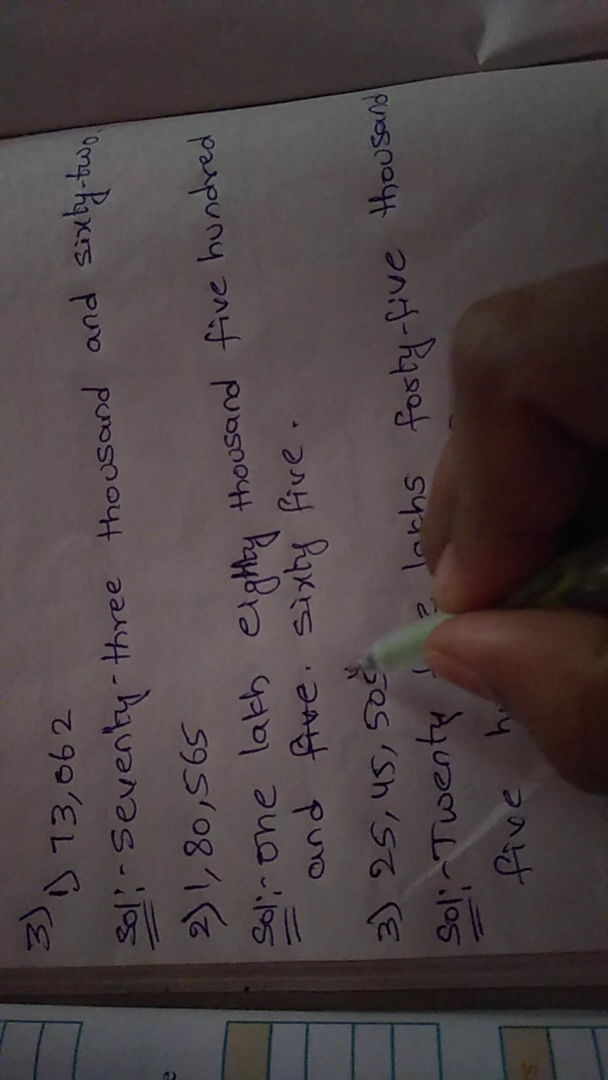 3)
1) 73,062
Sol:- Seventy-three thousand and sixty-two.
2) 1,80,565
Sol:- One lakh eighty thousand five hundred
and five. sixty five.
3) 25,45,505
Sol:- Twenty lakhs forty-five thousand
five